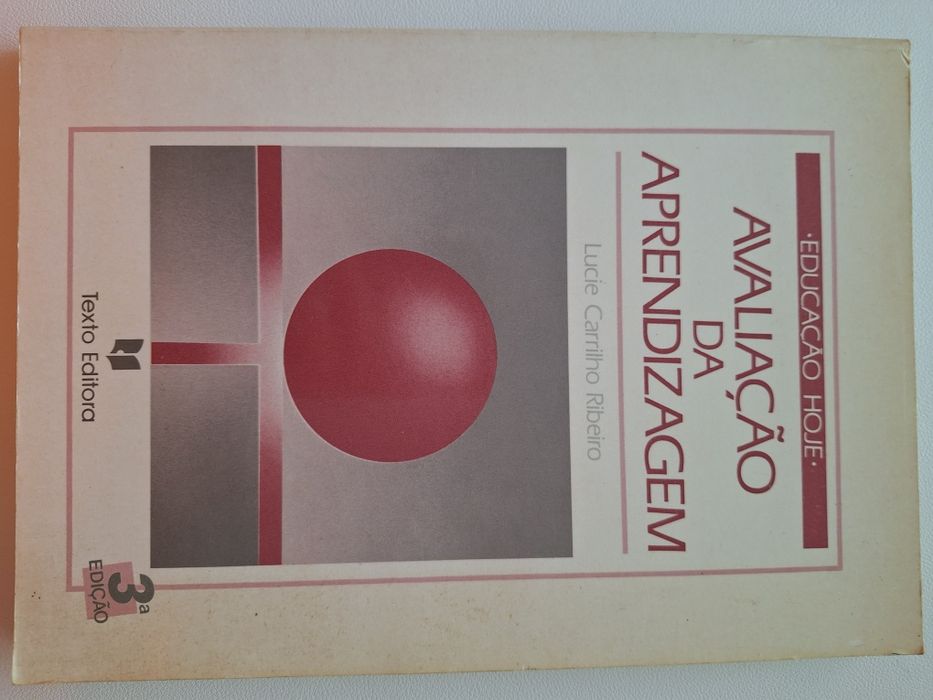 ·EDUCAÇÃO HOJE·
AVALIAÇÃO
DA
APRENDIZAGEM
Lucie Carrilho Ribeiro
Texto Editora
3ª
EDIÇÃO